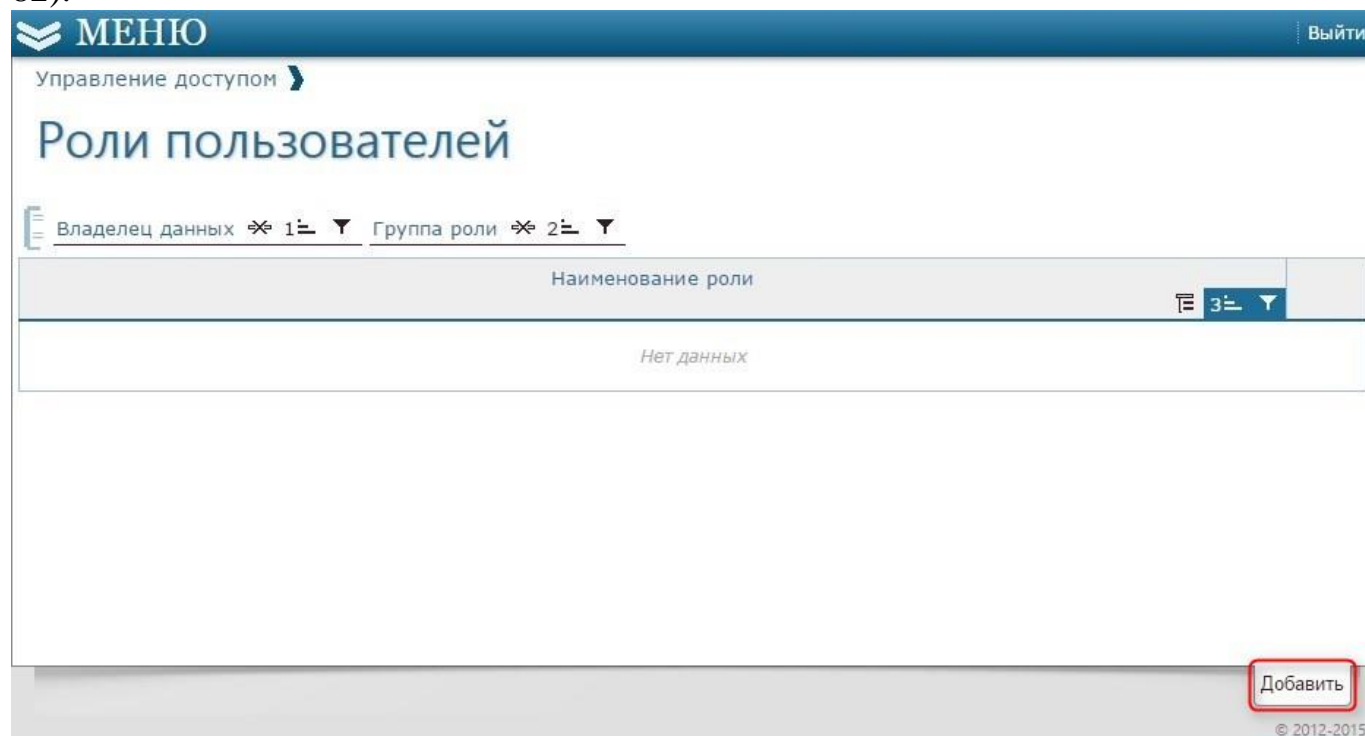 82).
МЕНЮ Выйти
Управление доступом
Роли пользователей
Владелец данных 1 Группа роли 2
Наименование роли
3
Нет данных
Добавить
© 2012-2015